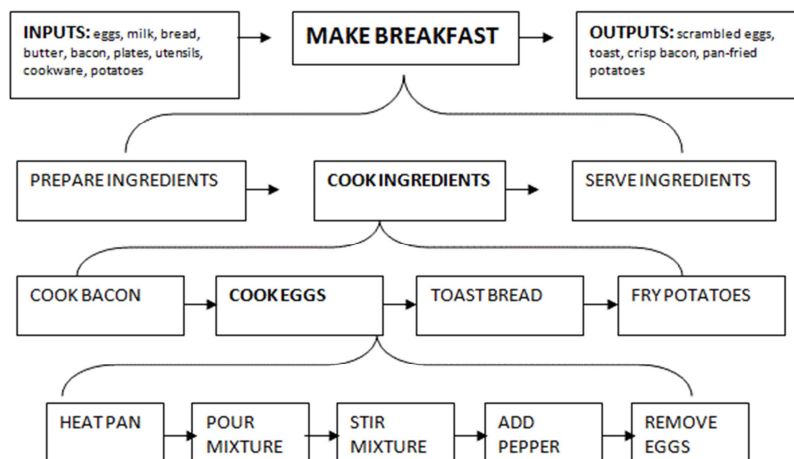 INPUTS: eggs, milk, bread,
butter, bacon, plates, utensils,
cookware, potatoes
MAKE BREAKFAST
OUTPUTS: scrambled eggs,
toast, crisp bacon, pan-fried
potatoes
PREPARE INGREDIENTS
COOK INGREDIENTS
SERVE INGREDIENTS
COOK BACON
COOK EGGS
TOAST BREAD
FRY POTATOES
HEAT PAN
POUR
MIXTURE
STIR
MIXTURE
ADD
PEPPER
REMOVE
EGGS